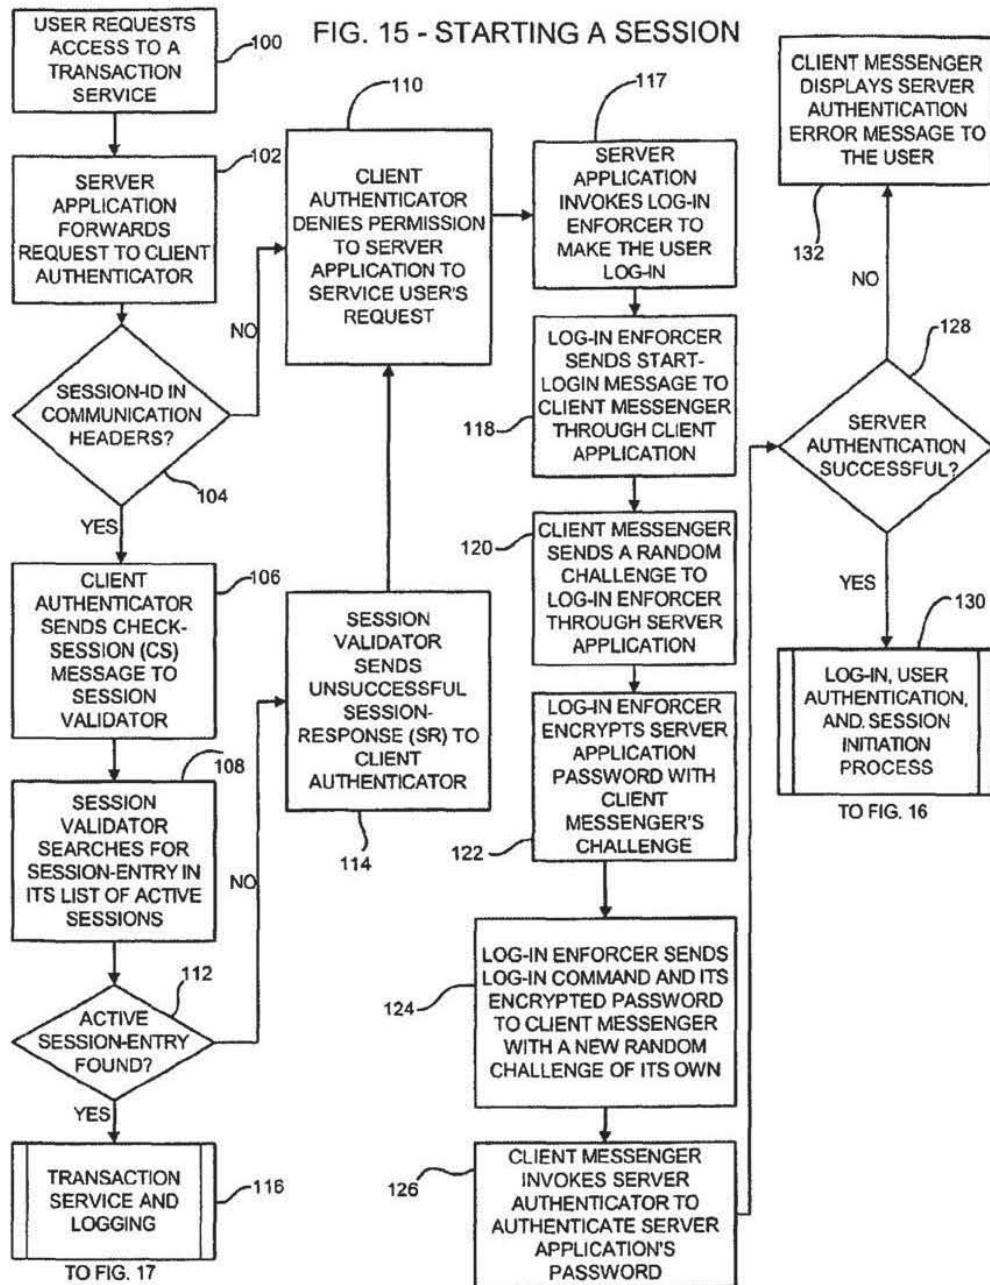 FIG. 15 - STARTING A SESSION
USER REQUESTS
ACCESS TO A
TRANSACTION
SERVICE
100
SERVER
APPLICATION
FORWARDS
REQUEST TO CLIENT
AUTHENTICATOR
102
SESSION-ID IN
COMMUNICATION
HEADERS?
104
NO
YES
CLIENT
AUTHENTICATOR
SENDS CHECK-
SESSION (CS)
MESSAGE TO
SESSION
VALIDATOR
106
108
SESSION
VALIDATOR
SEARCHES FOR
SESSION-ENTRY IN
ITS LIST OF ACTIVE
SESSIONS
NO
112
ACTIVE
SESSION-ENTRY
FOUND?
YES
TRANSACTION
SERVICE AND
LOGGING
116
TO FIG. 17
110
CLIENT
AUTHENTICATOR
DENIES PERMISSION
TO SERVER
APPLICATION TO
SERVICE USER'S
REQUEST
SESSION
VALIDATOR
SENDS
UNSUCCESSFUL
SESSION-
RESPONSE (SR) TO
CLIENT
AUTHENTICATOR
114
117
SERVER
APPLICATION
INVOKES LOG-IN
ENFORCER TO
MAKE THE USER
LOG-IN
LOG-IN ENFORCER
SENDS START-
LOGIN MESSAGE TO
CLIENT MESSENGER
THROUGH CLIENT
APPLICATION
118
CLIENT MESSENGER
SENDS A RANDOM
CHALLENGE TO
LOG-IN ENFORCER
THROUGH SERVER
APPLICATION
120
LOG-IN ENFORCER
ENCRYPTS SERVER
APPLICATION
PASSWORD WITH
CLIENT
MESSENGER'S
CHALLENGE
122
LOG-IN ENFORCER SENDS
LOG-IN COMMAND AND ITS
ENCRYPTED PASSWORD
TO CLIENT MESSENGER
WITH A NEW RANDOM
CHALLENGE OF ITS OWN
124
CLIENT MESSENGER
INVOKES SERVER
AUTHENTICATOR TO
AUTHENTICATE SERVER
APPLICATION'S
PASSWORD
126
CLIENT MESSENGER
DISPLAYS SERVER
AUTHENTICATION
ERROR MESSAGE TO
THE USER
132
NO
128
SERVER
AUTHENTICATION
SUCCESSFUL?
YES
130
LOG-IN, USER
AUTHENTICATION,
AND. SESSION
INITIATION
PROCESS
TO FIG. 16